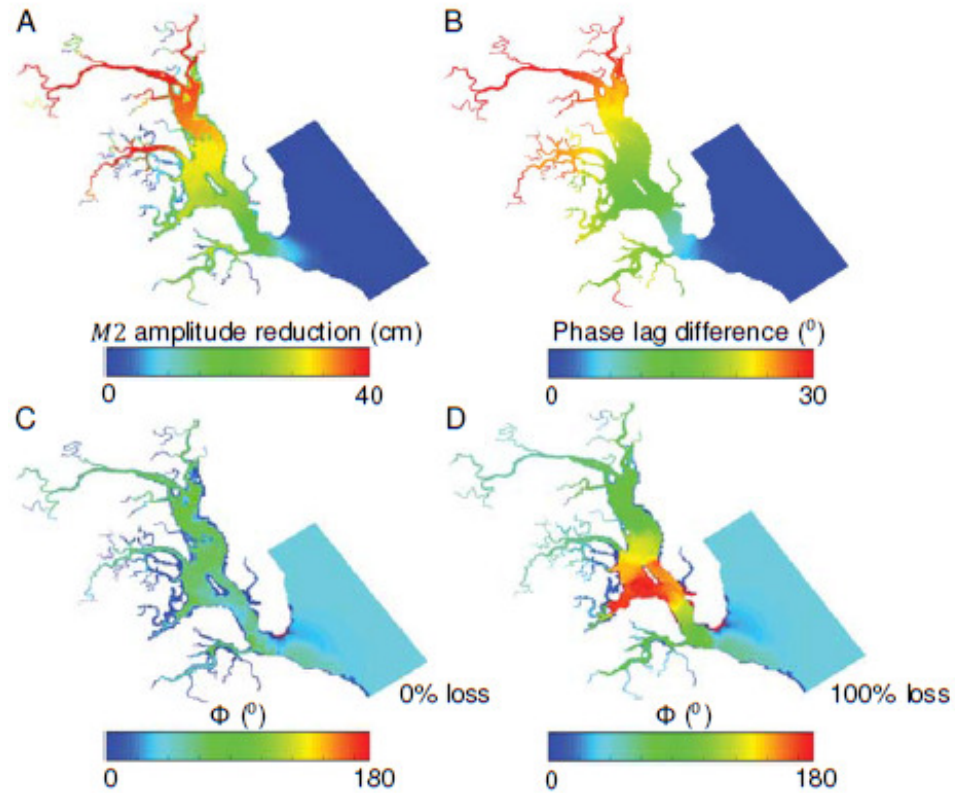 A
B
M2 amplitude reduction (cm)
Phase lag difference (⁰)
0
40
0
30
C
D
0% loss
100% loss
Φ (⁰)
Φ (⁰)
0
180
0
180